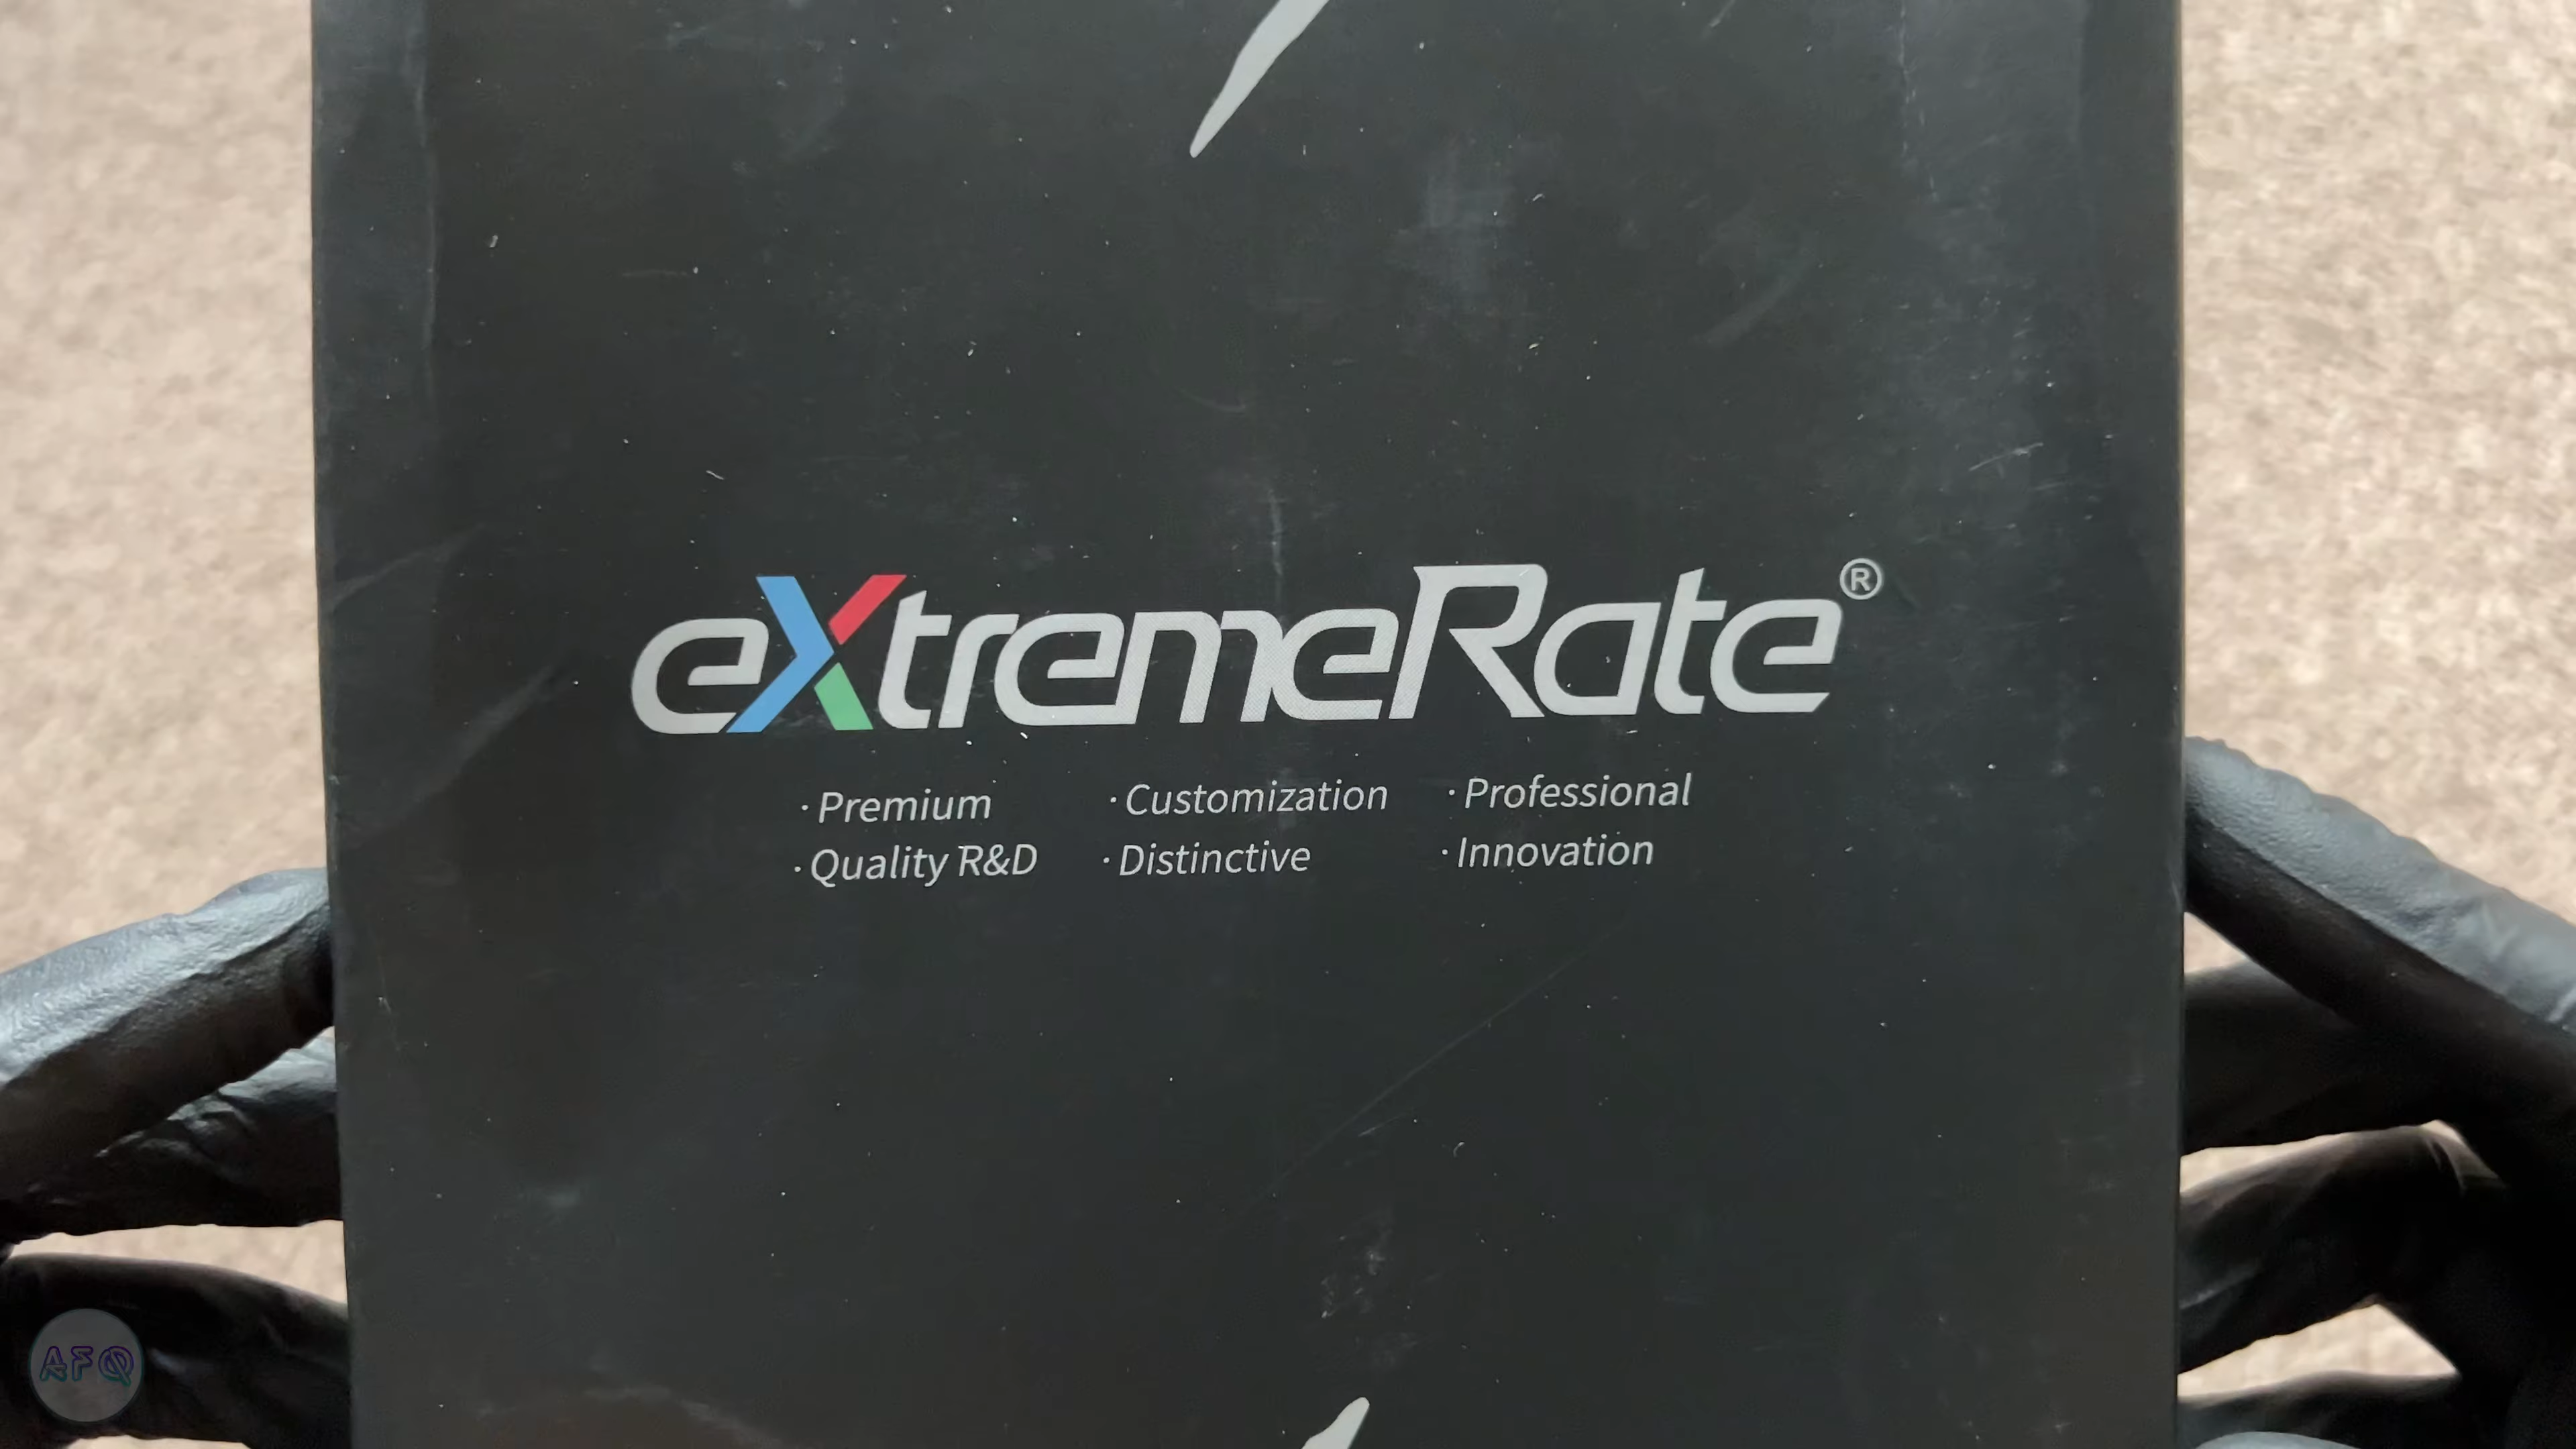 eXtremeRate®
· Premium · Customization · Professional
· Quality R&D · Distinctive · Innovation
AFQ